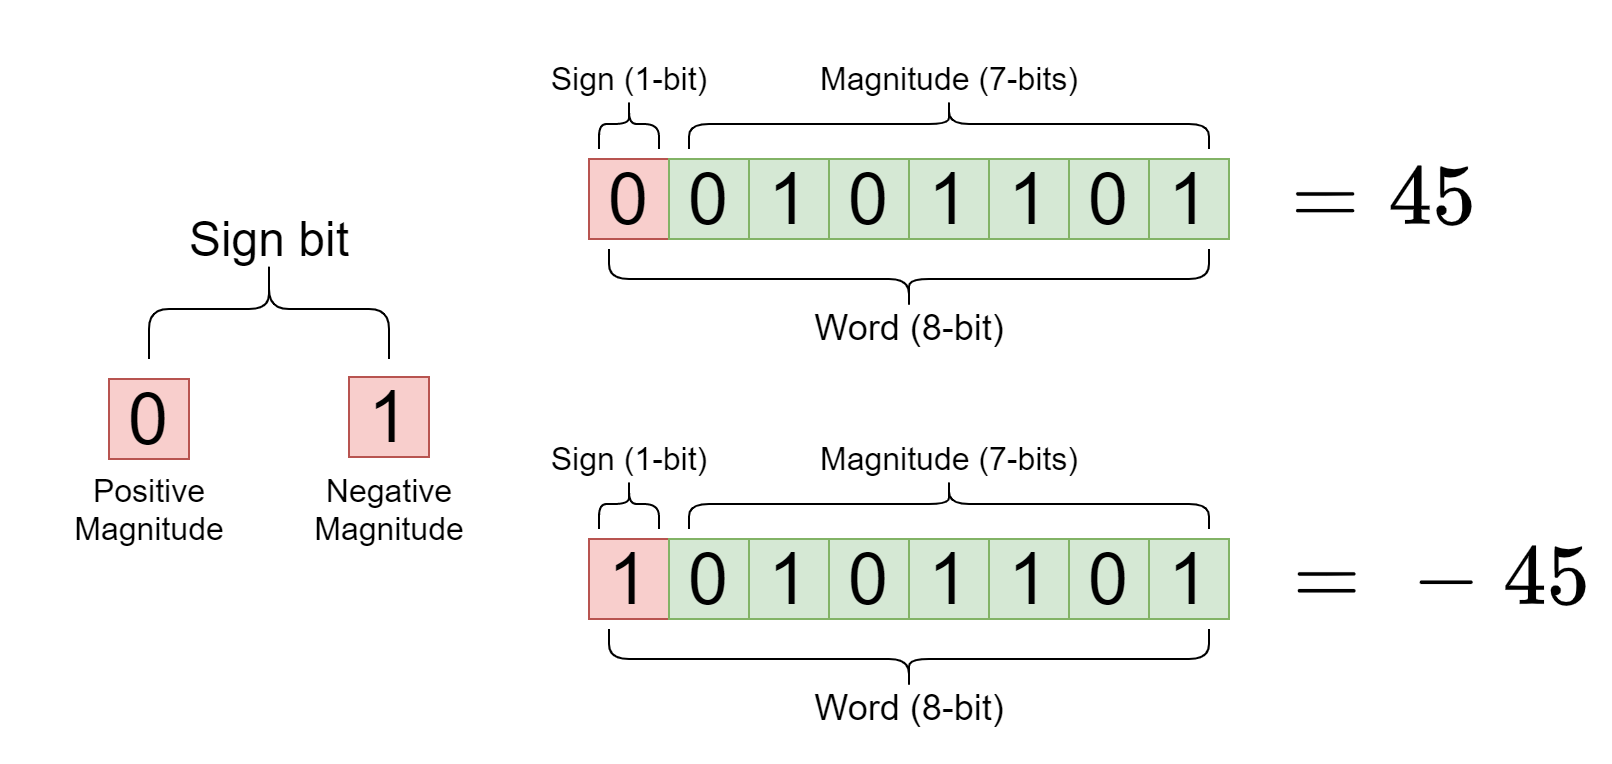 Sign bit
0
1
Positive
Magnitude
Negative
Magnitude
Sign (1-bit)
Magnitude (7-bits)
0 0 1 0 1 1 0 1 = 45
Word (8-bit)
Sign (1-bit)
Magnitude (7-bits)
1 0 1 0 1 1 0 1 = − 45
Word (8-bit)